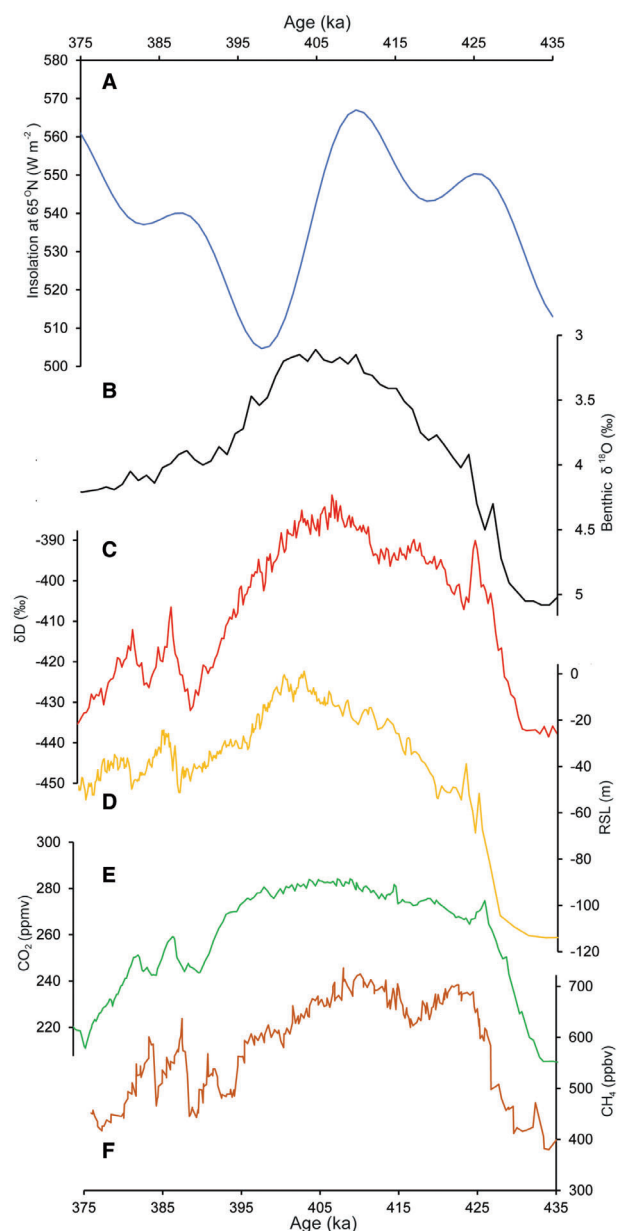 Age (ka)
375 385 395 405 415 425 435
580
570
560
550
540
530
520
510
500
Insolation at 65 °N (W m-2)
A
3
3.5
4
4.5
5
Benthic δ 18O (‰)
B
-390
-400
-410
-420
-430
-440
-450
δD (‰)
C
0
-20
-40
-60
-80
-100
-120
RSL (m)
D
300
280
260
240
220
CO2 (ppmv)
E
700
600
500
400
300
CH4 (ppbv)
F
375 385 395 405 415 425 435
Age (ka)